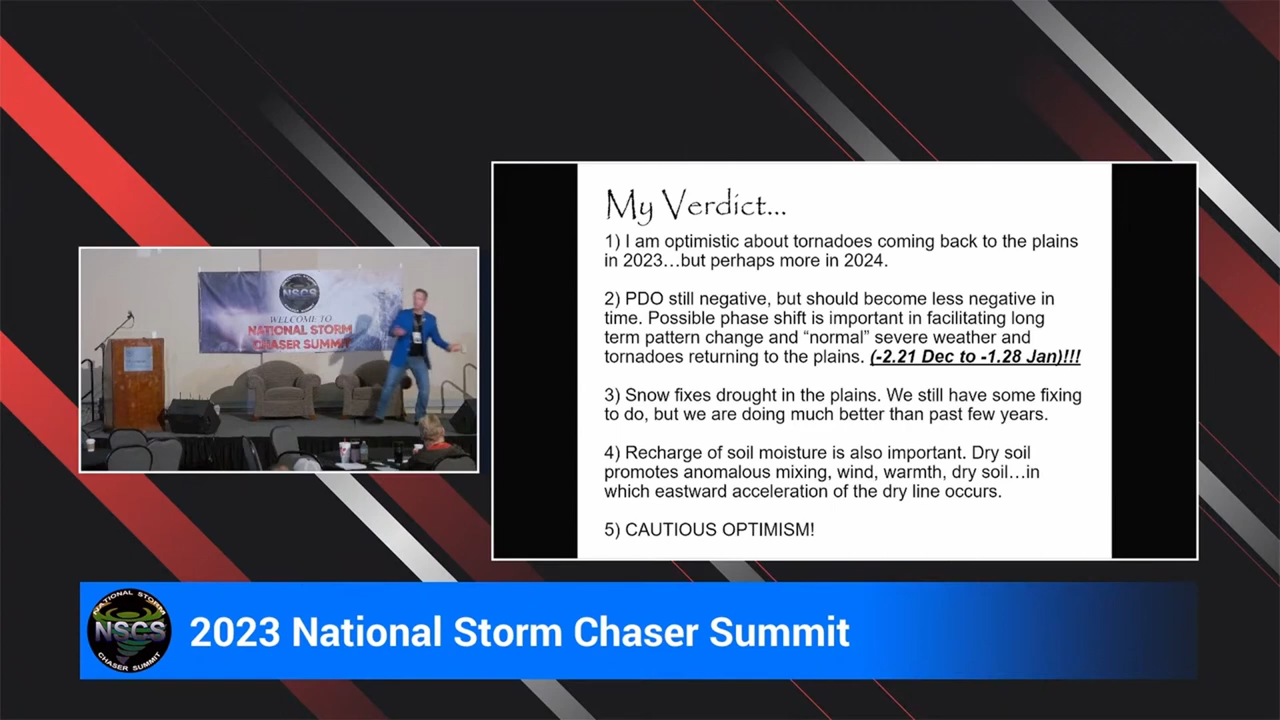 NSCS
WELCOME TO
NATIONAL STORM
CHASER SUMMIT
My Verdict...
1) I am optimistic about tornadoes coming back to the plains
in 2023…but perhaps more in 2024.
2) PDO still negative, but should become less negative in
time. Possible phase shift is important in facilitating long
term pattern change and “normal” severe weather and
tornadoes returning to the plains. (-2.21 Dec to -1.28 Jan)!!!
3) Snow fixes drought in the plains. We still have some fixing
to do, but we are doing much better than past few years.
4) Recharge of soil moisture is also important. Dry soil
promotes anomalous mixing, wind, warmth, dry soil…in
which eastward acceleration of the dry line occurs.
5) CAUTIOUS OPTIMISM!
NATIONAL STORM
NSCS
CHASER SUMMIT
2023 National Storm Chaser Summit